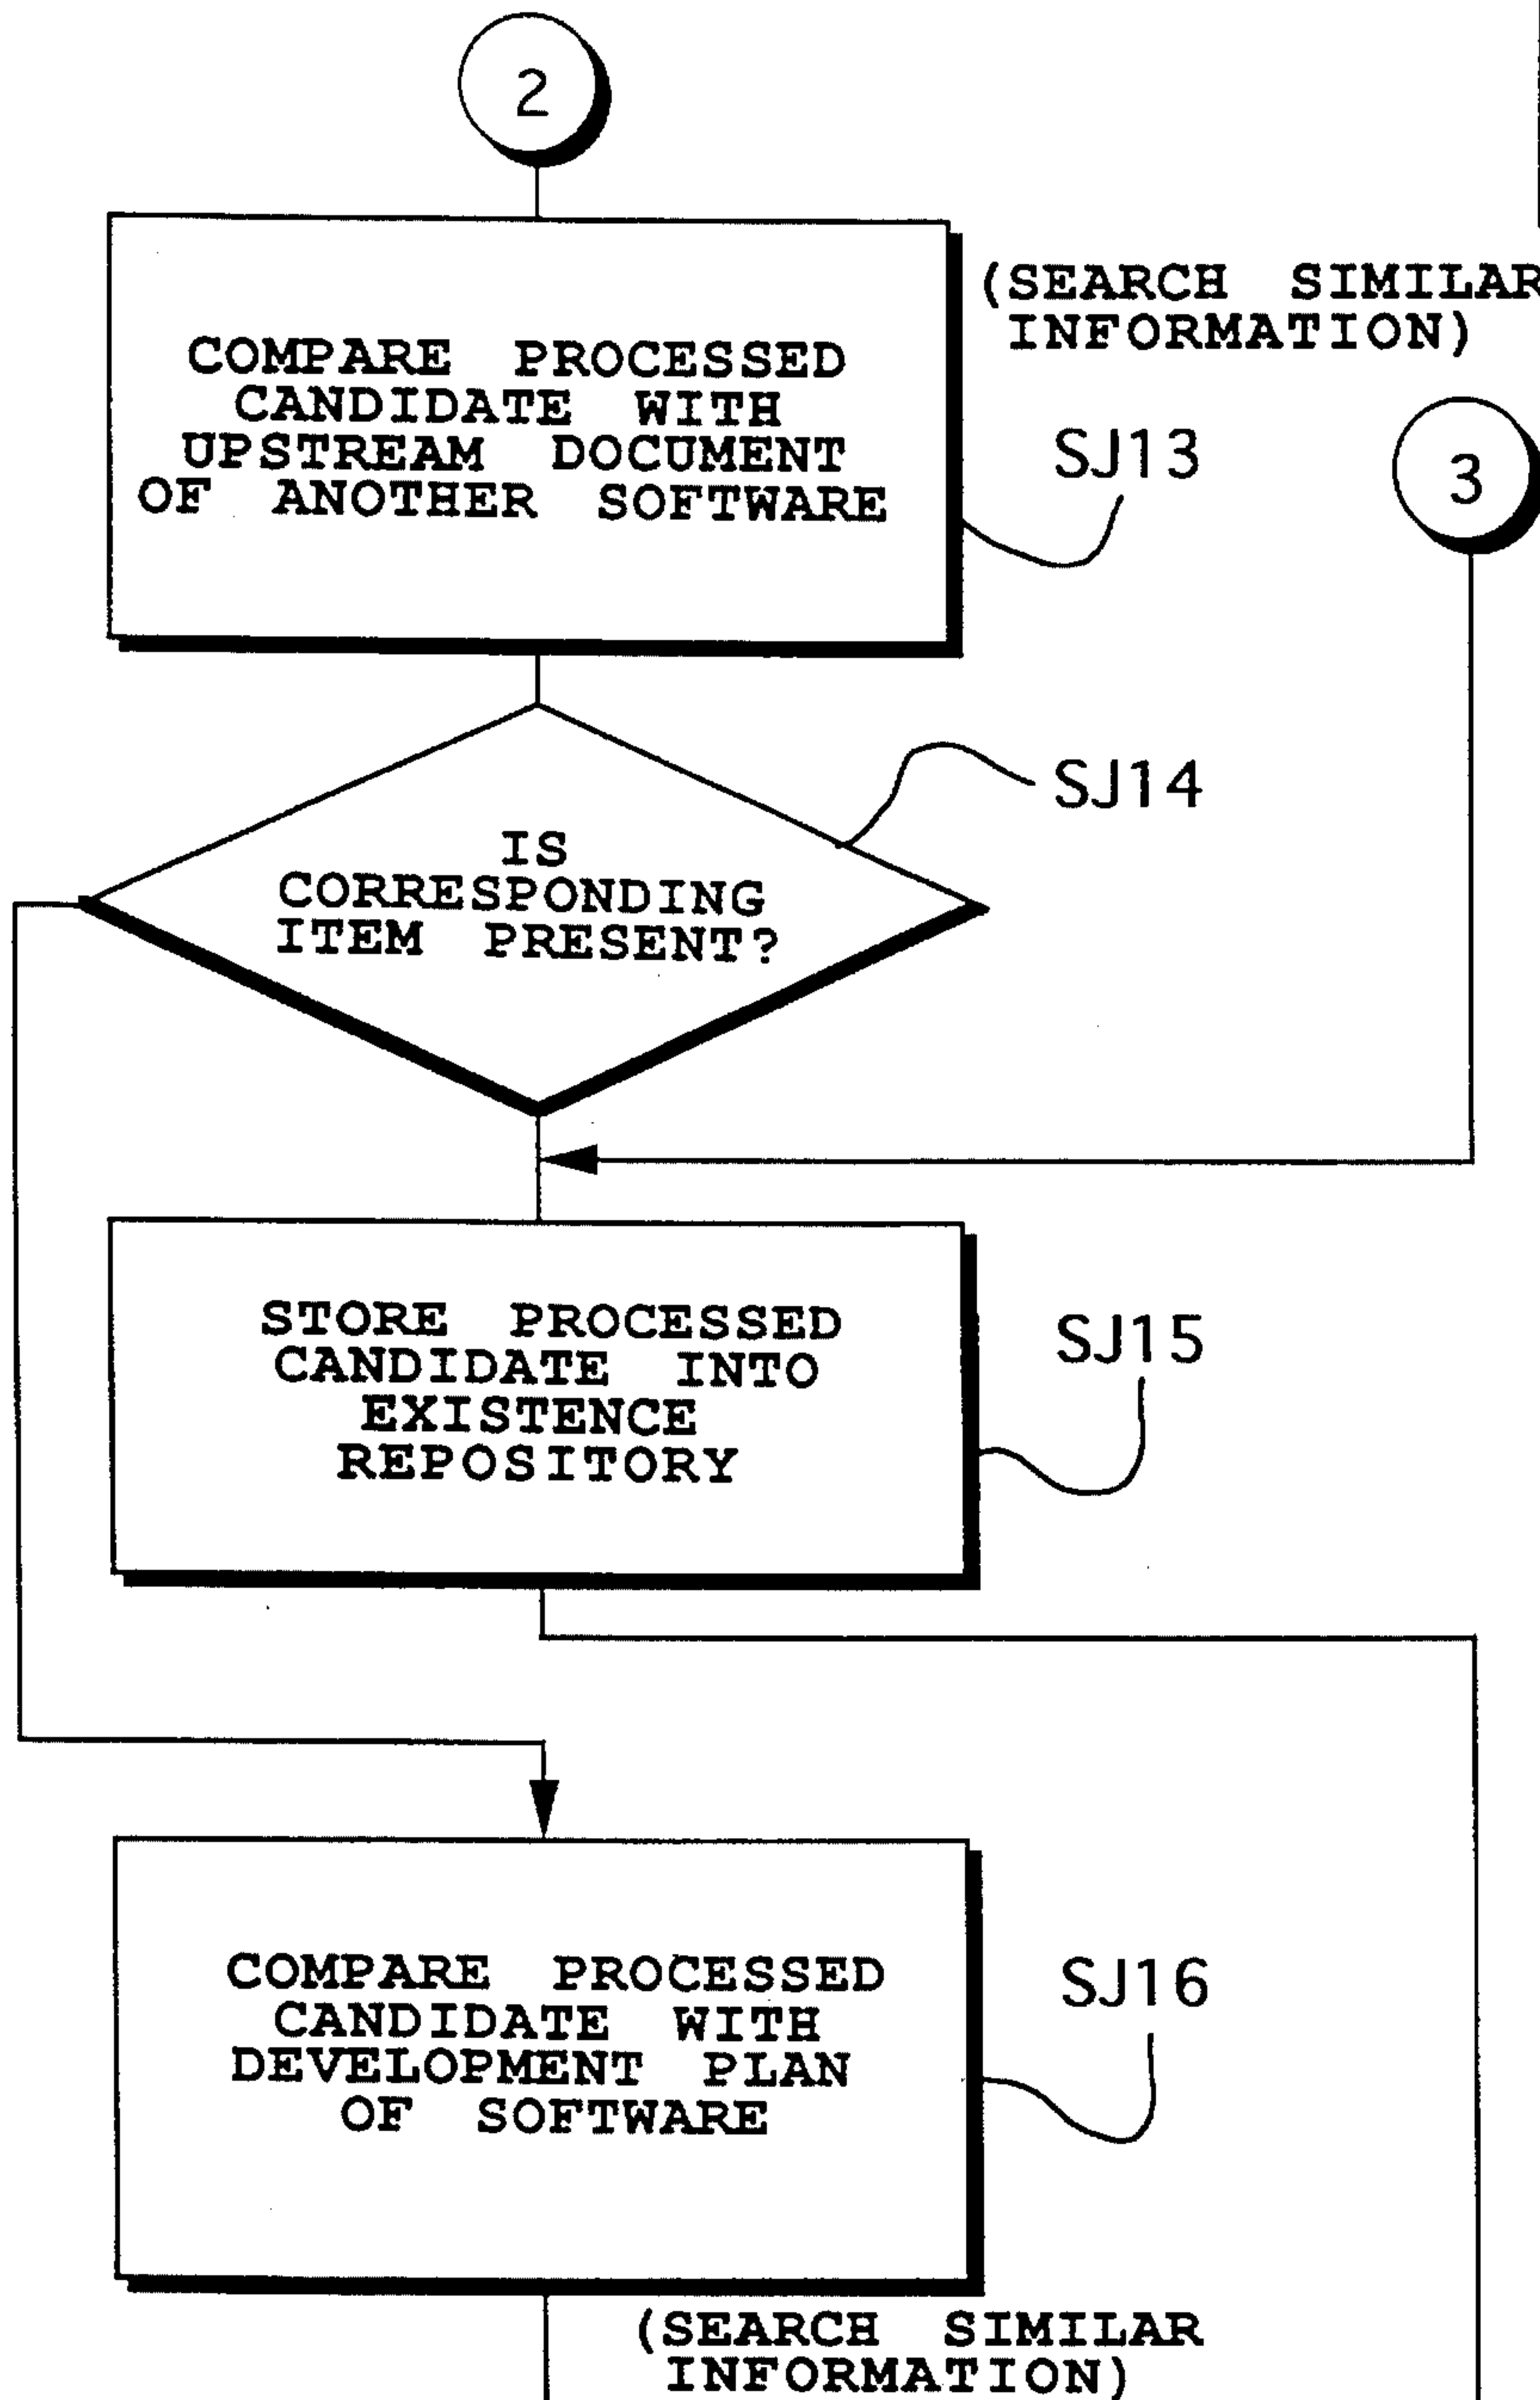 2
(SEARCH SIMILAR
INFORMATION)
COMPARE PROCESSED
CANDIDATE WITH
UPSTREAM DOCUMENT
OF ANOTHER SOFTWARE
SJ13
3
SJ14
IS
CORRESPONDING
ITEM PRESENT?
STORE PROCESSED
CANDIDATE INTO
EXISTENCE
REPOSITORY
SJ15
COMPARE PROCESSED
CANDIDATE WITH
DEVELOPMENT PLAN
OF SOFTWARE
SJ16
(SEARCH SIMILAR
INFORMATION)